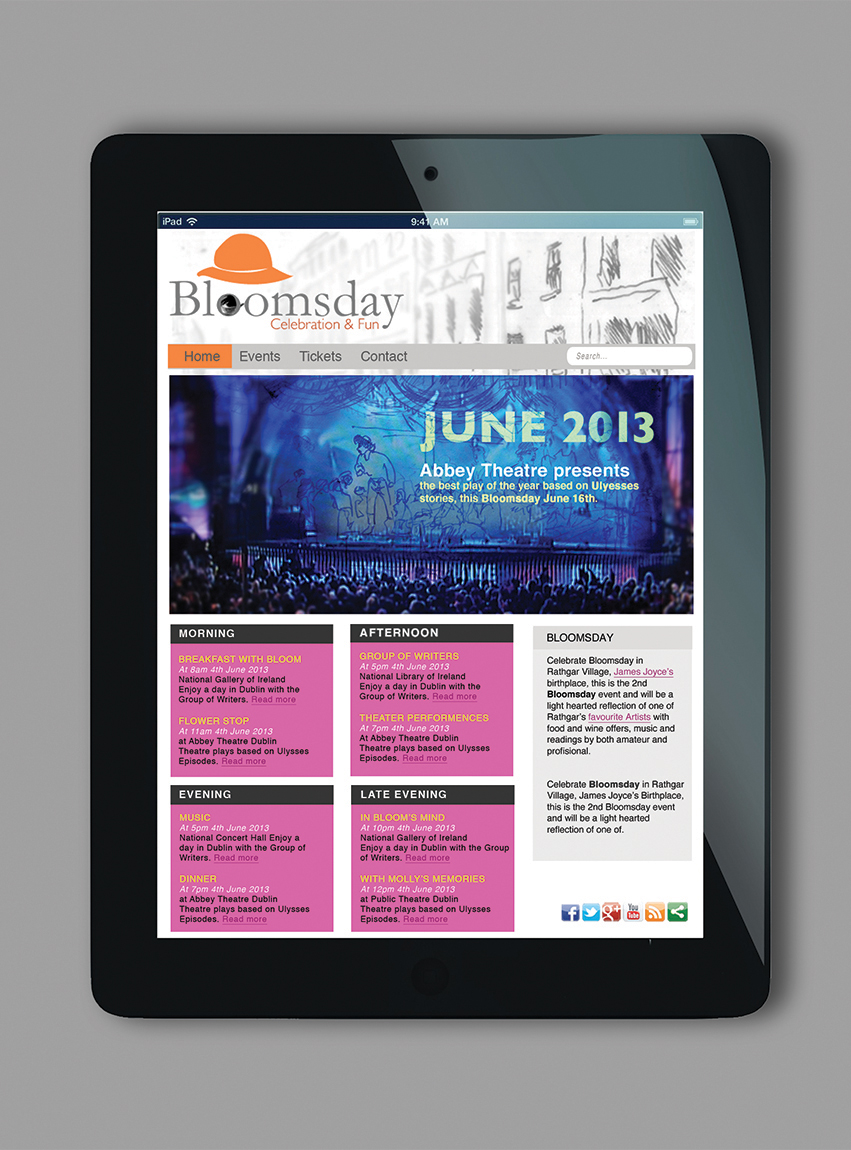 iPad 9:41 AM
Bloomsday
Celebration & Fun
Home Events Tickets Contact Search...
JUNE 2013
Abbey Theatre presents
the best play of the year based on Ulyesses
stories, this Bloomsday June 16th.
MORNING
BREAKFAST WITH BLOOM
At 8am 4th June 2013
National Gallery of Ireland
Enjoy a day in Dublin with the
Group of Writers. Read more
FLOWER STOP
At 11am 4th June 2013
at Abbey Theatre Dublin
Theatre plays based on Ulysses
Episodes. Read more
AFTERNOON
GROUP OF WRITERS
At 5pm 4th June 2013
National Library of Ireland
Enjoy a day in Dublin with the
Group of Writers. Read more
THEATER PERFORMENCES
At 7pm 4th June 2013
At Abbey Theatre Dublin
Theatre plays based on Ulysses
Episodes. Read more
EVENING
MUSIC
At 5pm 4th June 2013
National Concert Hall Enjoy a
day in Dublin with the Group of
Writers. Read more
DINNER
At 7pm 4th June 2013
at Abbey Theatre Dublin
Theatre plays based on Ulysses
Episodes. Read more
LATE EVENING
IN BLOOM'S MIND
At 10pm 4th June 2013
National Gallery of Ireland
Enjoy a day in Dublin with the Group
of Writers. Read more
WITH MOLLY'S MEMORIES
At 12pm 4th June 2013
at Public Theatre Dublin
Theatre plays based on Ulysses
Episodes. Read more
BLOOMSDAY
Celebrate Bloomsday in
Rathgar Village, James Joyce's
birthplace, this is the 2nd
Bloomsday event and will be a
light hearted reflection of one of
Rathgar's favourite Artists with
food and wine offers, music and
readings by both amateur and
profisional.
Celebrate Bloomsday in Rathgar
Village, James Joyce's Birthplace,
this is the 2nd Bloomsday event
and will be a light hearted
reflection of one of.
f g+ You Tube